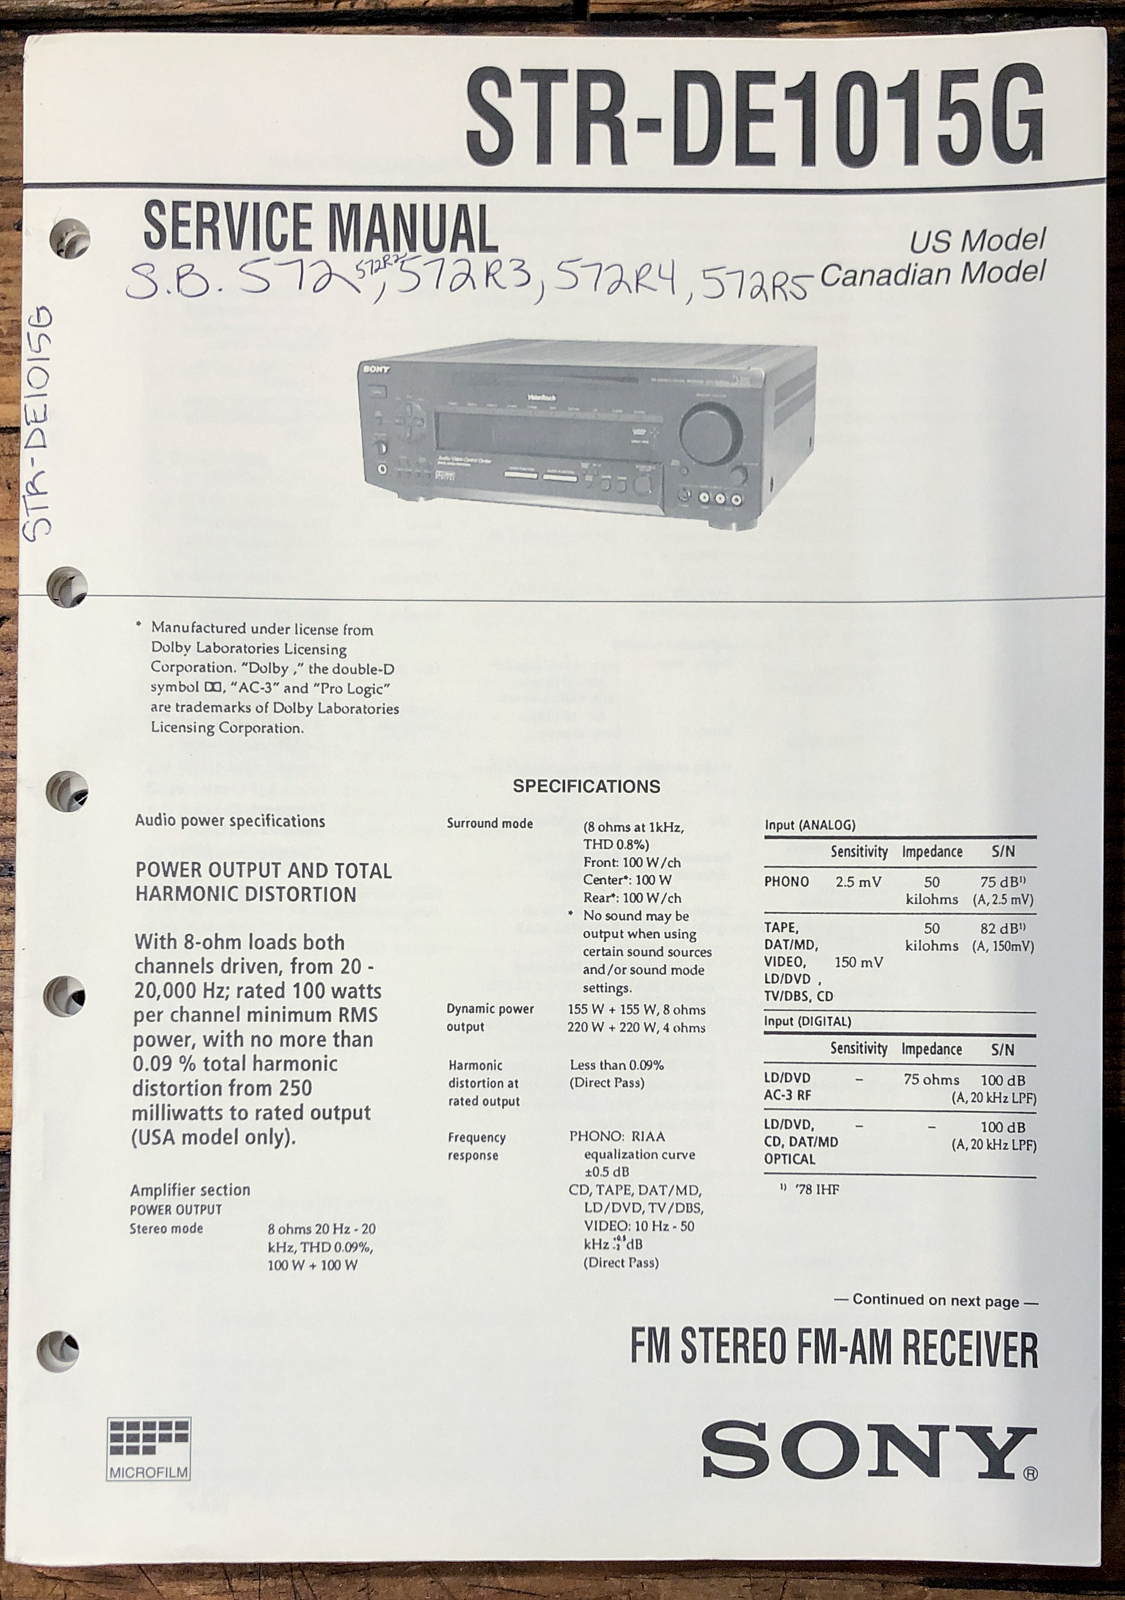 STR-DE1015G
SERVICE MANUAL
US Model
Canadian Model
S.B. 572, 572R2, 572R3, 572R4, 572R5
STR-DE1015G
SONY
VisionTouch
Audio Video Control Center
* Manufactured under license from
Dolby Laboratories Licensing
Corporation. “Dolby ,” the double-D
symbol, “AC-3” and “Pro Logic”
are trademarks of Dolby Laboratories
Licensing Corporation.
SPECIFICATIONS
Audio power specifications
POWER OUTPUT AND TOTAL
HARMONIC DISTORTION
With 8-ohm loads both
channels driven, from 20 -
20,000 Hz; rated 100 watts
per channel minimum RMS
power, with no more than
0.09 % total harmonic
distortion from 250
milliwatts to rated output
(USA model only).
Amplifier section
POWER OUTPUT
Stereo mode 8 ohms 20 Hz - 20
kHz, THD 0.09%,
100 W + 100 W
Surround mode (8 ohms at 1kHz,
THD 0.8%)
Front: 100 W/ch
Center*: 100 W
Rear*: 100 W/ch
* No sound may be
output when using
certain sound sources
and/or sound mode
settings.
Dynamic power 155 W + 155 W, 8 ohms
output 220 W + 220 W, 4 ohms
Harmonic Less than 0.09%
distortion at (Direct Pass)
rated output
Frequency PHONO: RIAA
response equalization curve
±0.5 dB
CD, TAPE, DAT/MD,
LD/DVD, TV/DBS,
VIDEO: 10 Hz - 50
kHz dB
(Direct Pass)
Input (ANALOG)
Sensitivity Impedance S/N
PHONO 2.5 mV 50 75 dB¹⁾
kilohms (A, 2.5 mV)
TAPE, 50 82 dB¹⁾
DAT/MD, kilohms (A, 150mV)
VIDEO, 150 mV
LD/DVD ,
TV/DBS, CD
Input (DIGITAL)
Sensitivity Impedance S/N
LD/DVD – 75 ohms 100 dB
AC-3 RF (A, 20 kHz LPF)
LD/DVD, – – 100 dB
CD, DAT/MD (A, 20 kHz LPF)
OPTICAL
¹⁾ '78 IHF
— Continued on next page —
FM STEREO FM-AM RECEIVER
MICROFILM
SONY®